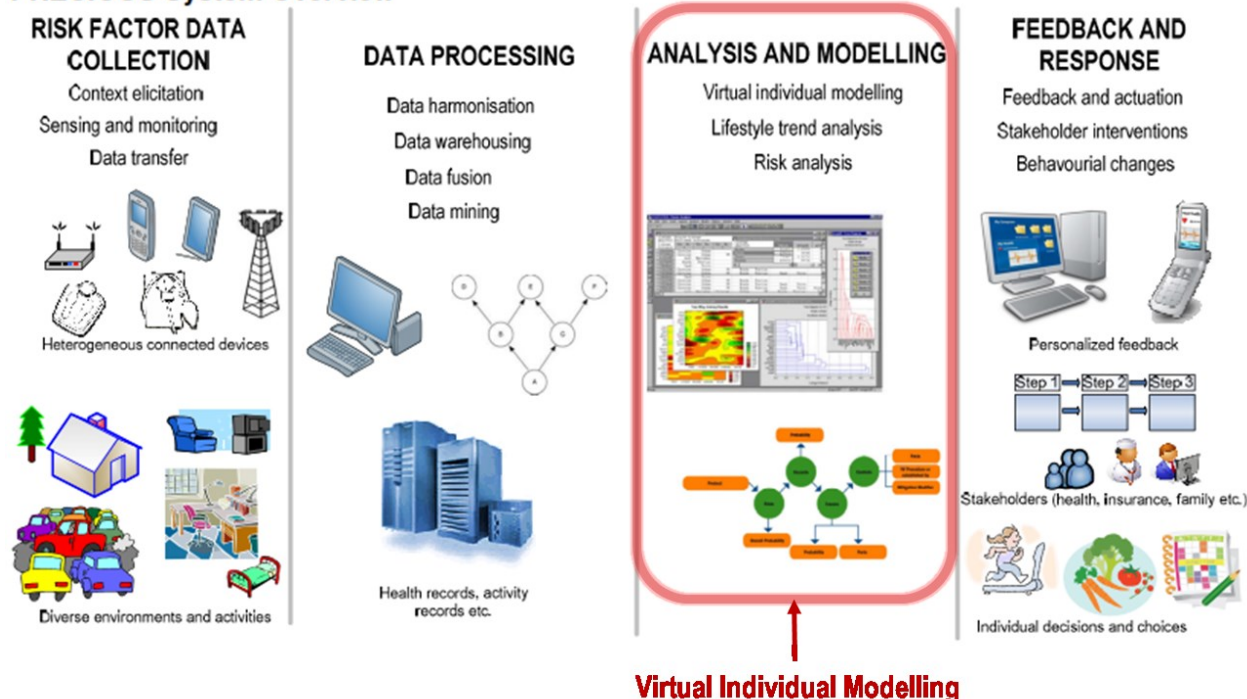 RISK FACTOR DATA
COLLECTION
Context elicitation
Sensing and monitoring
Data transfer
Heterogeneous connected devices
Diverse environments and activities
DATA PROCESSING
Data harmonisation
Data warehousing
Data fusion
Data mining
D E F
B G
A
Health records, activity
records etc.
ANALYSIS AND MODELLING
Virtual individual modelling
Lifestyle trend analysis
Risk analysis
Probability
FEEDBACK AND
RESPONSE
Feedback and actuation
Stakeholder interventions
Behavourial changes
Personalized feedback
Step 1 Step 2 Step 3
Stakeholders (health, insurance, family etc.)
Individual decisions and choices
Virtual Individual Modelling